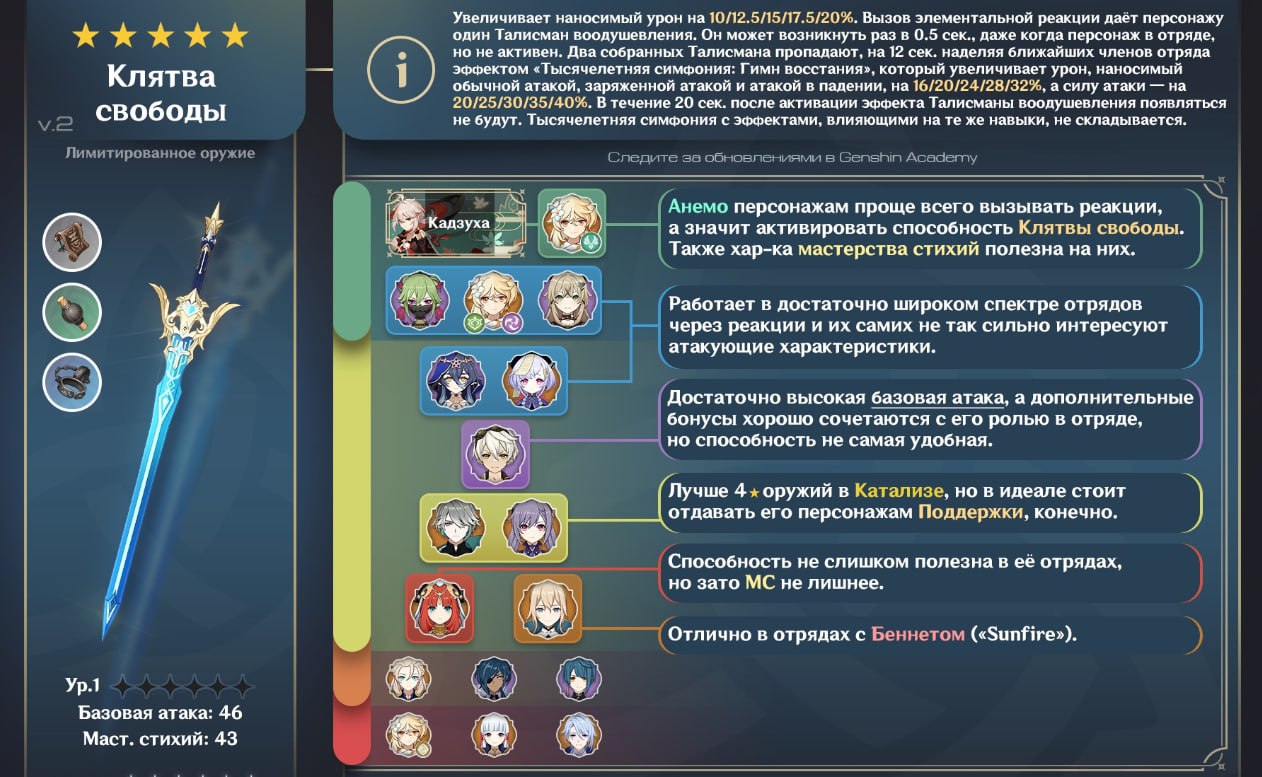 Клятва
свободы
v.2
Лимитированное оружие
Ур.1
Базовая атака: 46
Маст. стихий: 43
Увеличивает наносимый урон на 10/12.5/15/17.5/20%. Вызов элементальной реакции даёт персонажу
один Талисман воодушевления. Он может возникнуть раз в 0.5 сек., даже когда персонаж в отряде,
но не активен. Два собранных Талисмана пропадают, на 12 сек. наделяя ближайших членов отряда
эффектом «Тысячелетняя симфония: Гимн восстания», который увеличивает урон, наносимый
обычной атакой, заряженной атакой и атакой в падении, на 16/20/24/28/32%, а силу атаки — на
20/25/30/35/40%. В течение 20 сек. после активации эффекта Талисманы воодушевления появляться
не будут. Тысячелетняя симфония с эффектами, влияющими на те же навыки, не складывается.
Следите за обновлениями в Genshin Academy
Кадзуха
Анемо персонажам проще всего вызывать реакции,
а значит активировать способность Клятвы свободы.
Также хар-ка мастерства стихий полезна на них.
Работает в достаточно широком спектре отрядов
через реакции и их самих не так сильно интересуют
атакующие характеристики.
Достаточно высокая базовая атака, а дополнительные
бонусы хорошо сочетаются с его ролью в отряде,
но способность не самая удобная.
Лучше 4★оружий в Катализе, но в идеале стоит
отдавать его персонажам Поддержки, конечно.
Способность не слишком полезна в её отрядах,
но зато МС не лишнее.
Отлично в отрядах с Беннетом («Sunfire»).